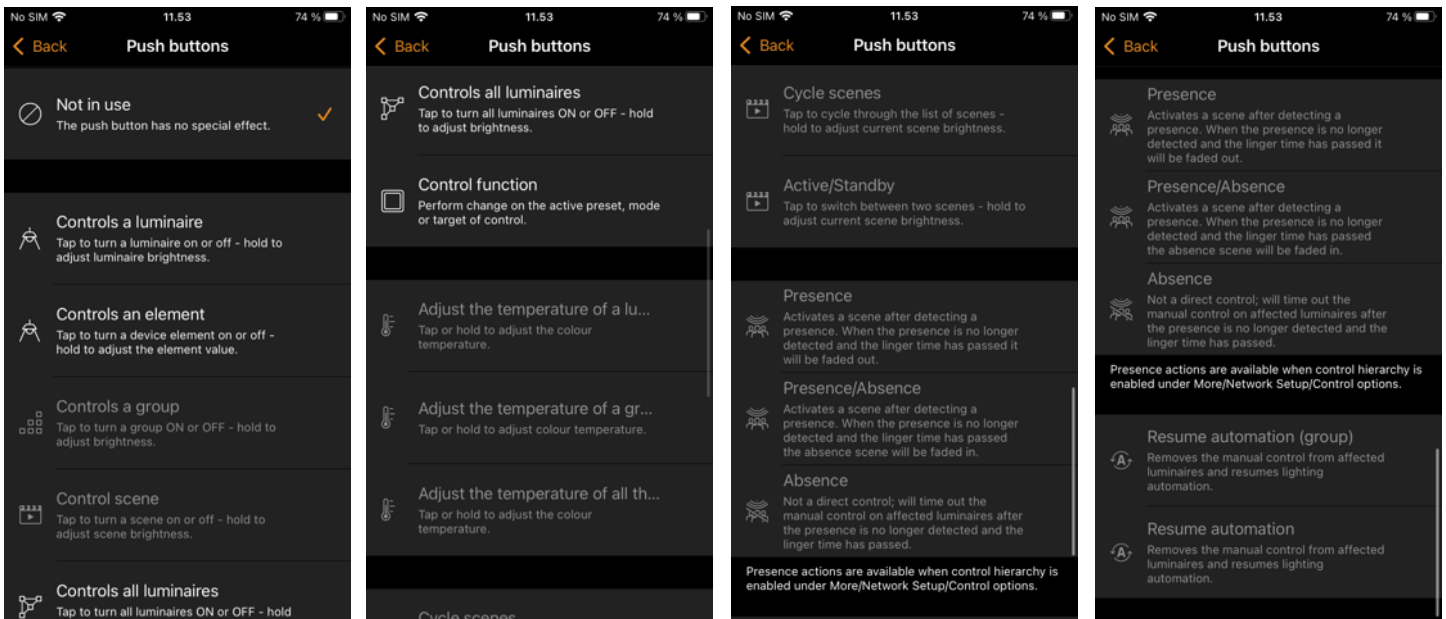 No SIM 11.53 74 %
Back Push buttons
Not in use
The push button has no special effect.
Controls a luminaire
Tap to turn a luminaire on or off - hold to
adjust luminaire brightness.
Controls an element
Tap to turn a device element on or off -
hold to adjust the element value.
Controls a group
Tap to turn a group ON or OFF - hold to
adjust brightness.
Control scene
Tap to turn a scene on or off - hold to
adjust scene brightness.
Controls all luminaires
Tap to turn all luminaires ON or OFF - hold
No SIM 11.53 74 %
Back Push buttons
Controls all luminaires
Tap to turn all luminaires ON or OFF - hold
to adjust brightness.
Control function
Perform change on the active preset, mode
or target of control.
Adjust the temperature of a lu...
Tap or hold to adjust the colour
temperature.
Adjust the temperature of a gr...
Tap or hold to adjust colour temperature.
Adjust the temperature of all th...
Tap or hold to adjust the colour
temperature.
Cycle scenes
No SIM 11.53 74 %
Back Push buttons
Cycle scenes
Tap to cycle through the list of scenes -
hold to adjust current scene brightness.
Active/Standby
Tap to switch between two scenes - hold to
adjust current scene brightness.
Presence
Activates a scene after detecting a
presence. When the presence is no longer
detected and the linger time has passed it
will be faded out.
Presence/Absence
Activates a scene after detecting a
presence. When the presence is no longer
detected and the linger time has passed
the absence scene will be faded in.
Absence
Not a direct control; will time out the
manual control on affected luminaires after
the presence is no longer detected and the
linger time has passed.
Presence actions are available when control hierarchy is
enabled under More/Network Setup/Control options.
No SIM 11.53 74 %
Back Push buttons
Presence
Activates a scene after detecting a
presence. When the presence is no longer
detected and the linger time has passed it
will be faded out.
Presence/Absence
Activates a scene after detecting a
presence. When the presence is no longer
detected and the linger time has passed
the absence scene will be faded in.
Absence
Not a direct control; will time out the
manual control on affected luminaires after
the presence is no longer detected and the
linger time has passed.
Presence actions are available when control hierarchy is
enabled under More/Network Setup/Control options.
Resume automation (group)
Removes the manual control from affected
luminaires and resumes lighting
automation.
Resume automation
Removes the manual control from affected
luminaires and resumes lighting
automation.